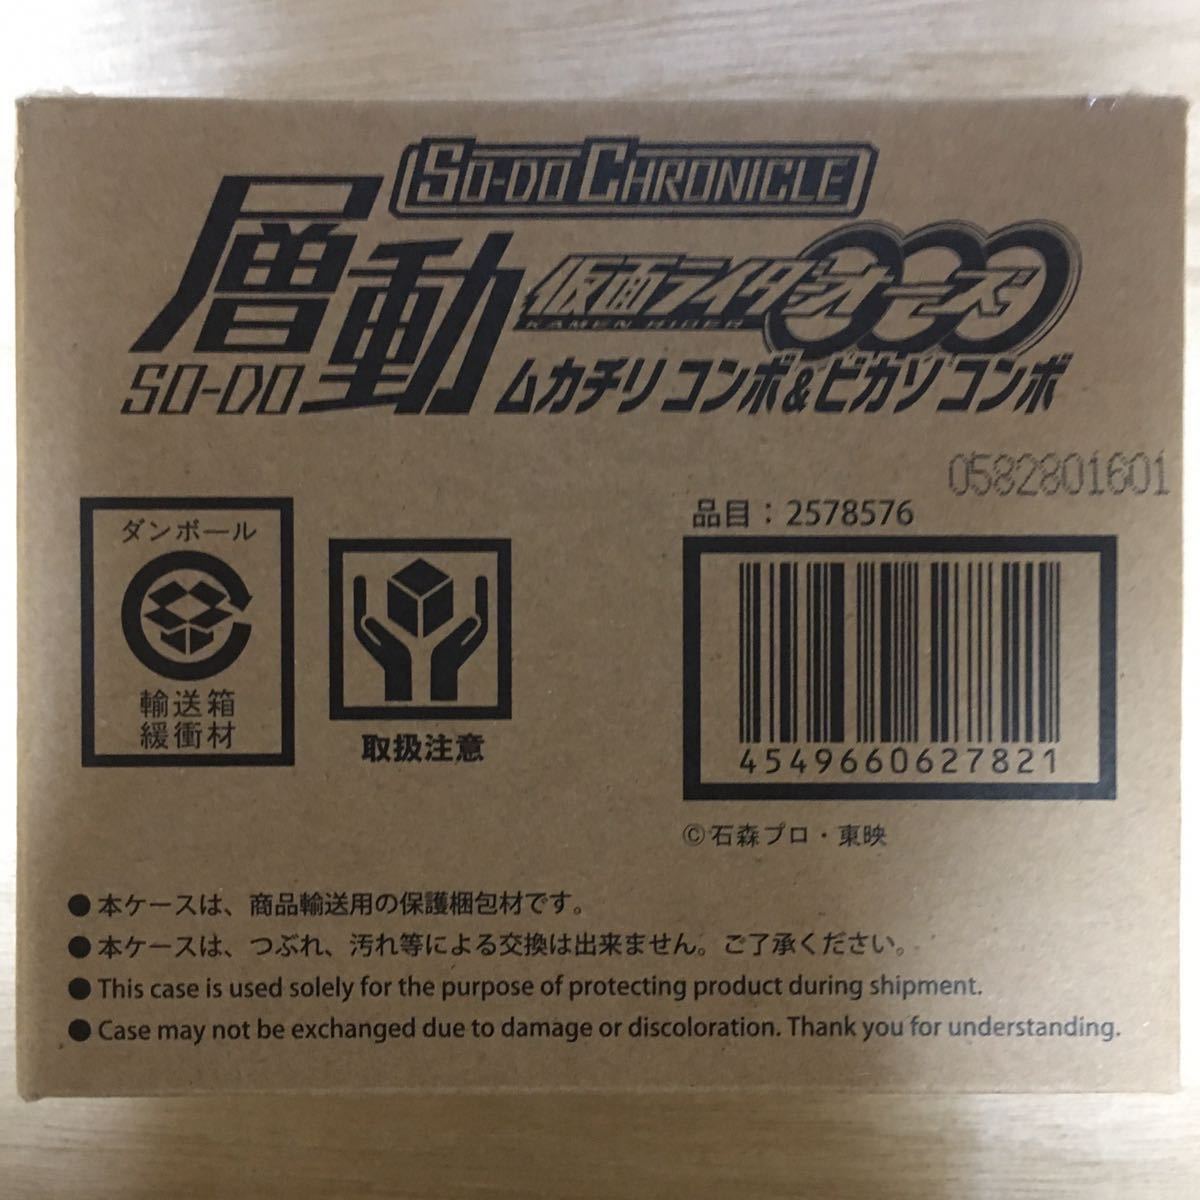 SO-DO CHRONICLE
層動 仮面ライダーオーズ
KAMEN RIDER
SO-DO ムカチリ コンボ&ビカソ コンボ
0582801601
品目：2578576
ダンボール
輸送箱
緩衝材
取扱注意
4549660627821
©石森プロ・東映
● 本ケースは、商品輸送用の保護梱包材です。
● 本ケースは、つぶれ、汚れ等による交換は出来ません。ご了承ください。
● This case is used solely for the purpose of protecting product during shipment.
● Case may not be exchanged due to damage or discoloration. Thank you for understanding.